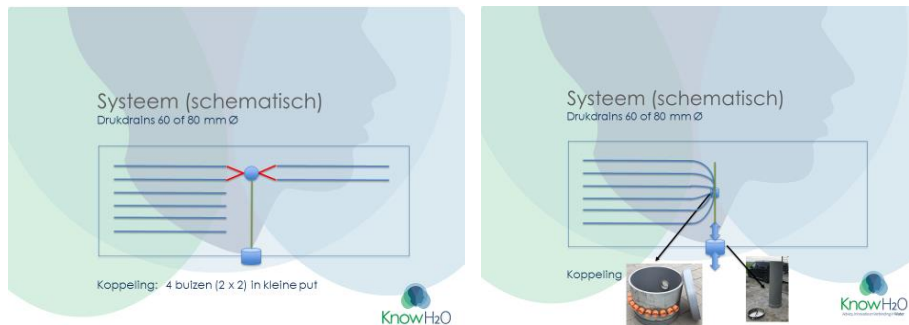 Systeem (schematisch)
Drukdrains 60 of 80 mm Ø
Koppeling: 4 buizen (2 x 2) in kleine put
KnowH2O
Systeem (schematisch)
Drukdrains 60 of 80 mm Ø
Koppeling
KnowH2O